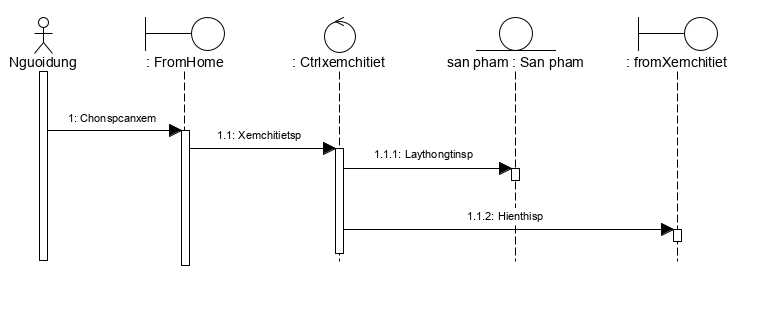 Nguoidung
: FromHome
: Ctrlxemchitiet
san pham : San pham
: fromXemchitiet
1: Chonspcanxem
1.1: Xemchitietsp
1.1.1: Laythongtinsp
1.1.2: Hienthisp